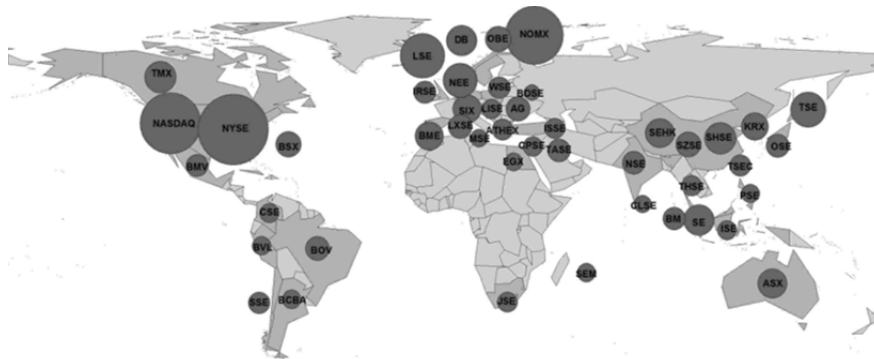 NOMX
DB
OBE
LSE
TMX
NEE
IRSE
WSE
BDSE
SIX
LISE
AG
TSE
NASDAQ
NYSE
LXSE
ATHEX
ISSE
KRX
BME
MSE
SEHK
SHSE
BSX
CPSE
TASE
SZSE
OSE
BMV
EGX
NSE
TSEC
THSE
PSE
CLSE
CSE
BM
SE
ISE
BVL
BOV
SEM
ASX
SSE
BCBA
JSE